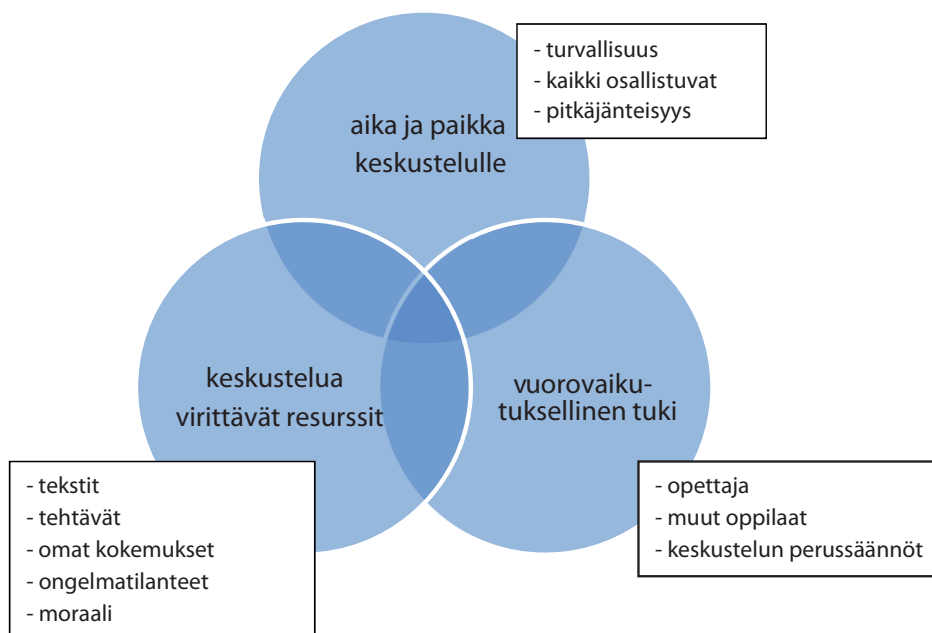 - turvallisuus
- kaikki osallistuvat
- pitkäjänteisyys
aika ja paikka
keskustelulle
keskustelua
virittävät resurssit
vuorovaiku-
tuksellinen tuki
- tekstit
- tehtävät
- omat kokemukset
- ongelmatilanteet
- moraali
- opettaja
- muut oppilaat
- keskustelun perussäännöt